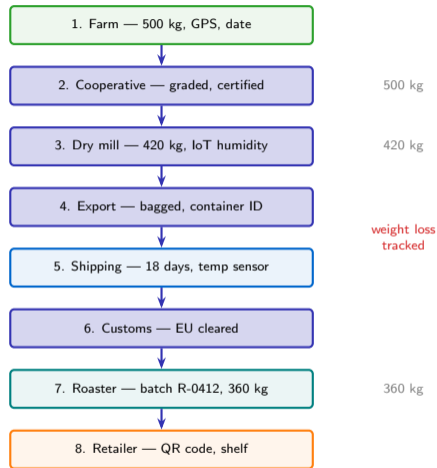 1. Farm — 500 kg, GPS, date
2. Cooperative — graded, certified
500 kg
3. Dry mill — 420 kg, IoT humidity
420 kg
4. Export — bagged, container ID
weight loss
tracked
5. Shipping — 18 days, temp sensor
6. Customs — EU cleared
7. Roaster — batch R-0412, 360 kg
360 kg
8. Retailer — QR code, shelf